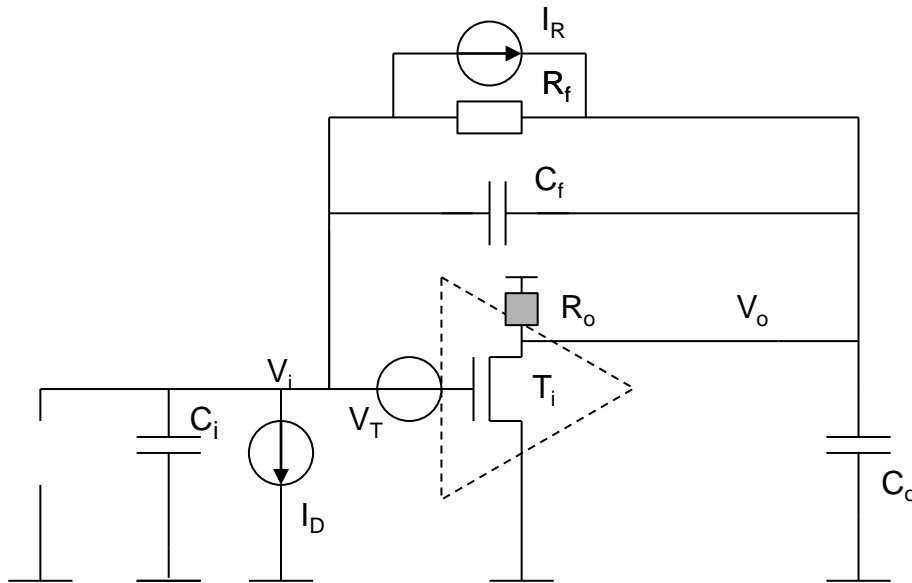 I_R
R_f
C_f
R_o
V_o
V_i
T_i
C_i
V_T
C_o
I_D